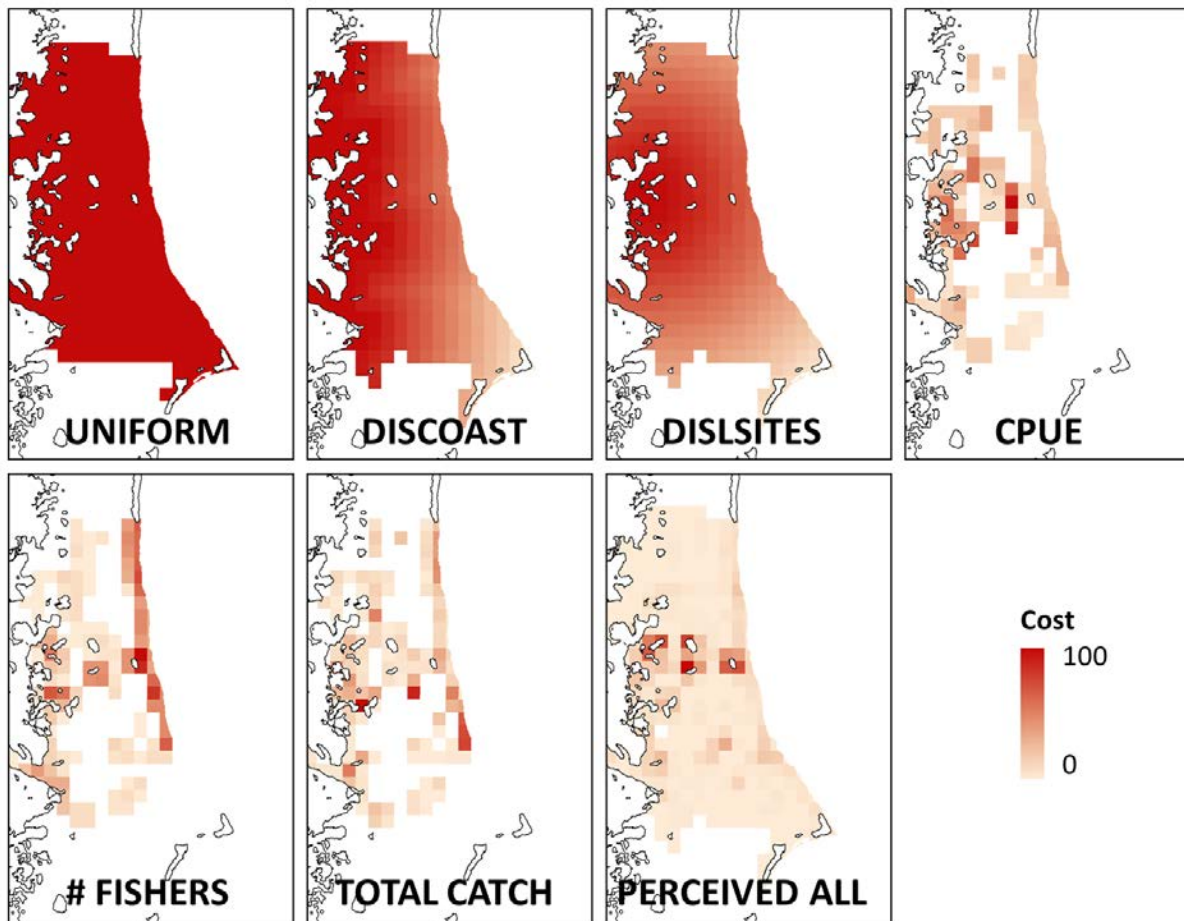 UNIFORM
DISCOAST
DISLSITES
CPUE
# FISHERS
TOTAL CATCH
PERCEIVED ALL
Cost
100
0